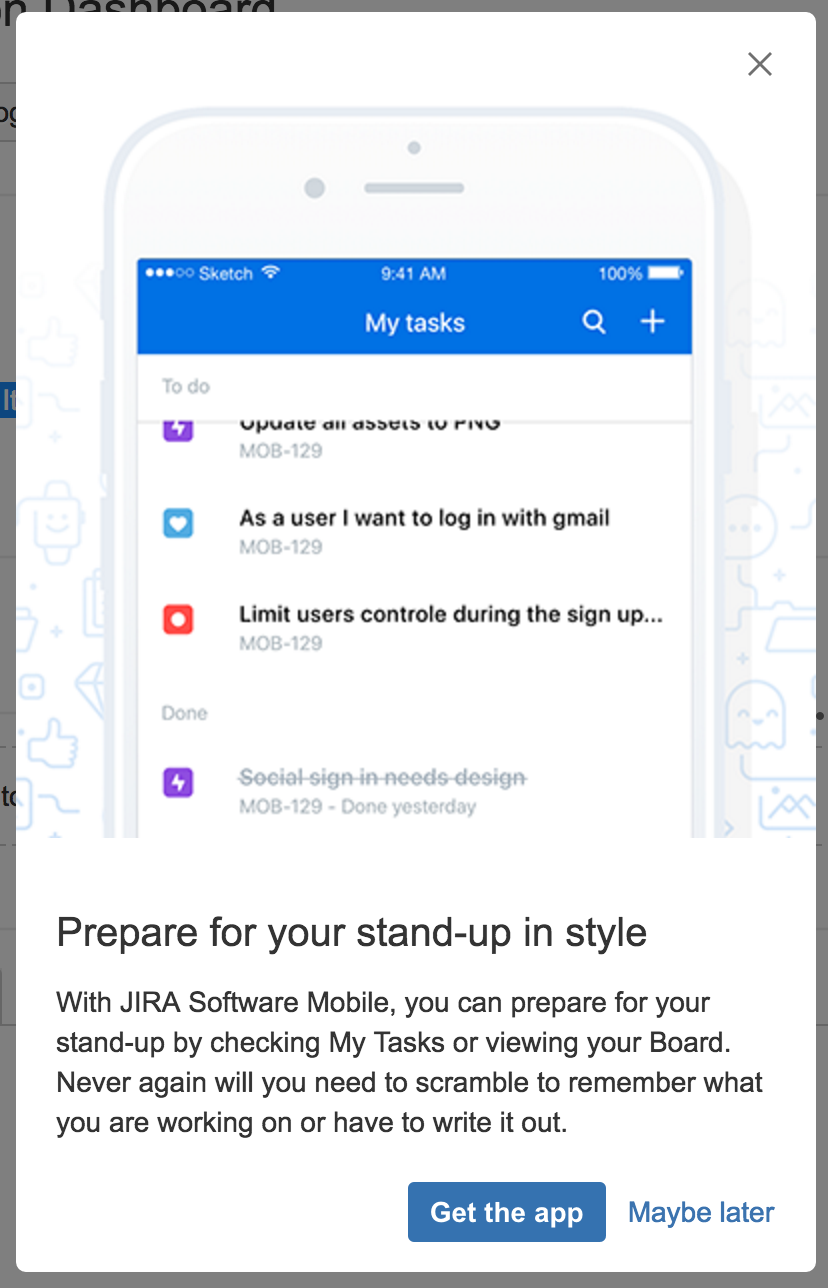 Dashboard
Sketch 9:41 AM 100%
My tasks
To do
Update all assets to PNG
MOB-129
As a user I want to log in with gmail
MOB-129
Limit users controle during the sign up...
MOB-129
Done
Social sign in needs design
MOB-129 - Done yesterday
Prepare for your stand-up in style
With JIRA Software Mobile, you can prepare for your
stand-up by checking My Tasks or viewing your Board.
Never again will you need to scramble to remember what
you are working on or have to write it out.
Get the app Maybe later